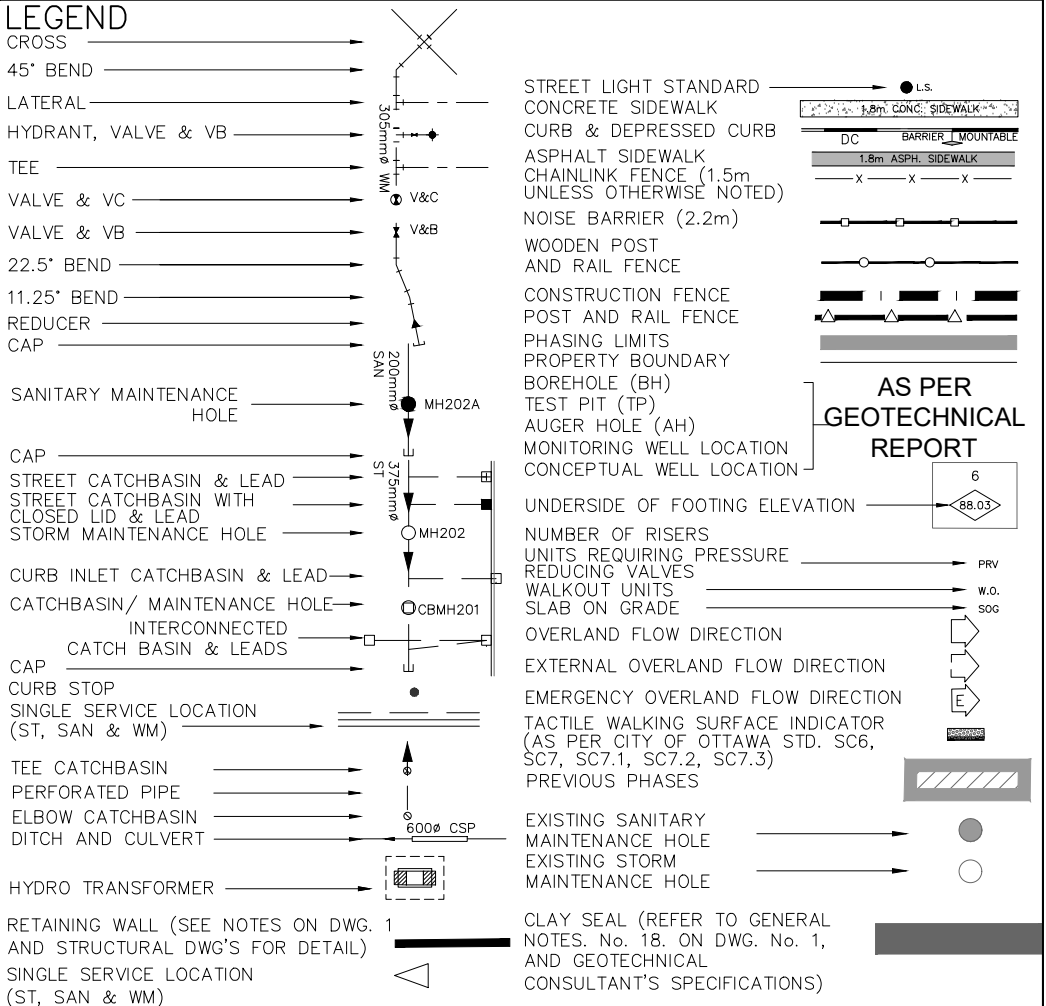 LEGEND
CROSS
45° BEND
LATERAL
HYDRANT, VALVE & VB
TEE
VALVE & VC
VALVE & VB
22.5° BEND
11.25° BEND
REDUCER
CAP
SANITARY MAINTENANCE
HOLE
CAP
STREET CATCHBASIN & LEAD
STREET CATCHBASIN WITH
CLOSED LID & LEAD
STORM MAINTENANCE HOLE
CURB INLET CATCHBASIN & LEAD
CATCHBASIN/ MAINTENANCE HOLE
INTERCONNECTED
CATCH BASIN & LEADS
CAP
CURB STOP
SINGLE SERVICE LOCATION
(ST, SAN & WM)
TEE CATCHBASIN
PERFORATED PIPE
ELBOW CATCHBASIN
DITCH AND CULVERT
HYDRO TRANSFORMER
RETAINING WALL (SEE NOTES ON DWG. 1
AND STRUCTURAL DWG'S FOR DETAIL)
SINGLE SERVICE LOCATION
(ST, SAN & WM)
305mmø WM
V&C
V&B
200mmø
SAN
MH202A
375mmø
ST
MH202
CBMH201
600ø CSP
STREET LIGHT STANDARD
L.S.
CONCRETE SIDEWALK
1.8m CONC. SIDEWALK
CURB & DEPRESSED CURB
DC
BARRIER
MOUNTABLE
ASPHALT SIDEWALK
1.8m ASPH. SIDEWALK
CHAINLINK FENCE (1.5m
UNLESS OTHERWISE NOTED)
X X X
NOISE BARRIER (2.2m)
WOODEN POST
AND RAIL FENCE
CONSTRUCTION FENCE
POST AND RAIL FENCE
PHASING LIMITS
PROPERTY BOUNDARY
BOREHOLE (BH)
TEST PIT (TP)
AUGER HOLE (AH)
MONITORING WELL LOCATION
CONCEPTUAL WELL LOCATION
AS PER
GEOTECHNICAL
REPORT
UNDERSIDE OF FOOTING ELEVATION
6
88.03
NUMBER OF RISERS
UNITS REQUIRING PRESSURE
REDUCING VALVES
PRV
WALKOUT UNITS
W.O.
SLAB ON GRADE
SOG
OVERLAND FLOW DIRECTION
EXTERNAL OVERLAND FLOW DIRECTION
EMERGENCY OVERLAND FLOW DIRECTION
E
TACTILE WALKING SURFACE INDICATOR
(AS PER CITY OF OTTAWA STD. SC6,
SC7, SC7.1, SC7.2, SC7.3)
PREVIOUS PHASES
EXISTING SANITARY
MAINTENANCE HOLE
EXISTING STORM
MAINTENANCE HOLE
CLAY SEAL (REFER TO GENERAL
NOTES. No. 18. ON DWG. No. 1,
AND GEOTECHNICAL
CONSULTANT'S SPECIFICATIONS)